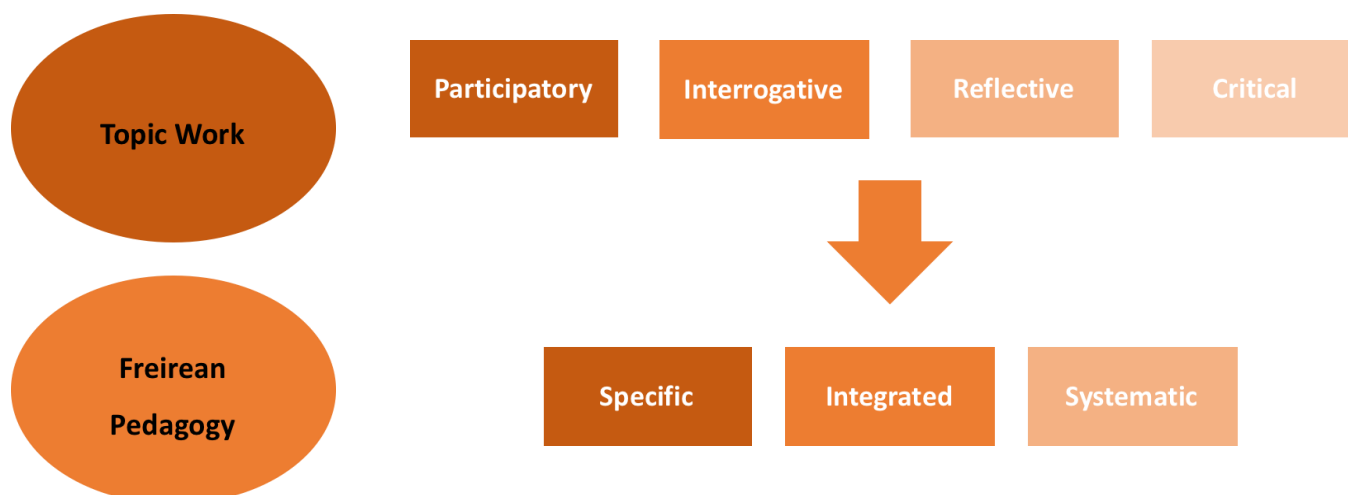 Topic Work
Participatory
Interrogative
Reflective
Critical
Freirean
Pedagogy
Specific
Integrated
Systematic